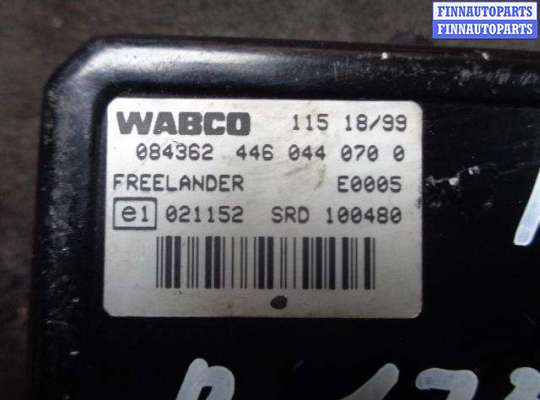 FINNAUTOPARTS
FINNAUTOPARTS
WABCO 115 18/99
084362 446 044 070 0
FREELANDER E0005
e1 021152 SRD 100480